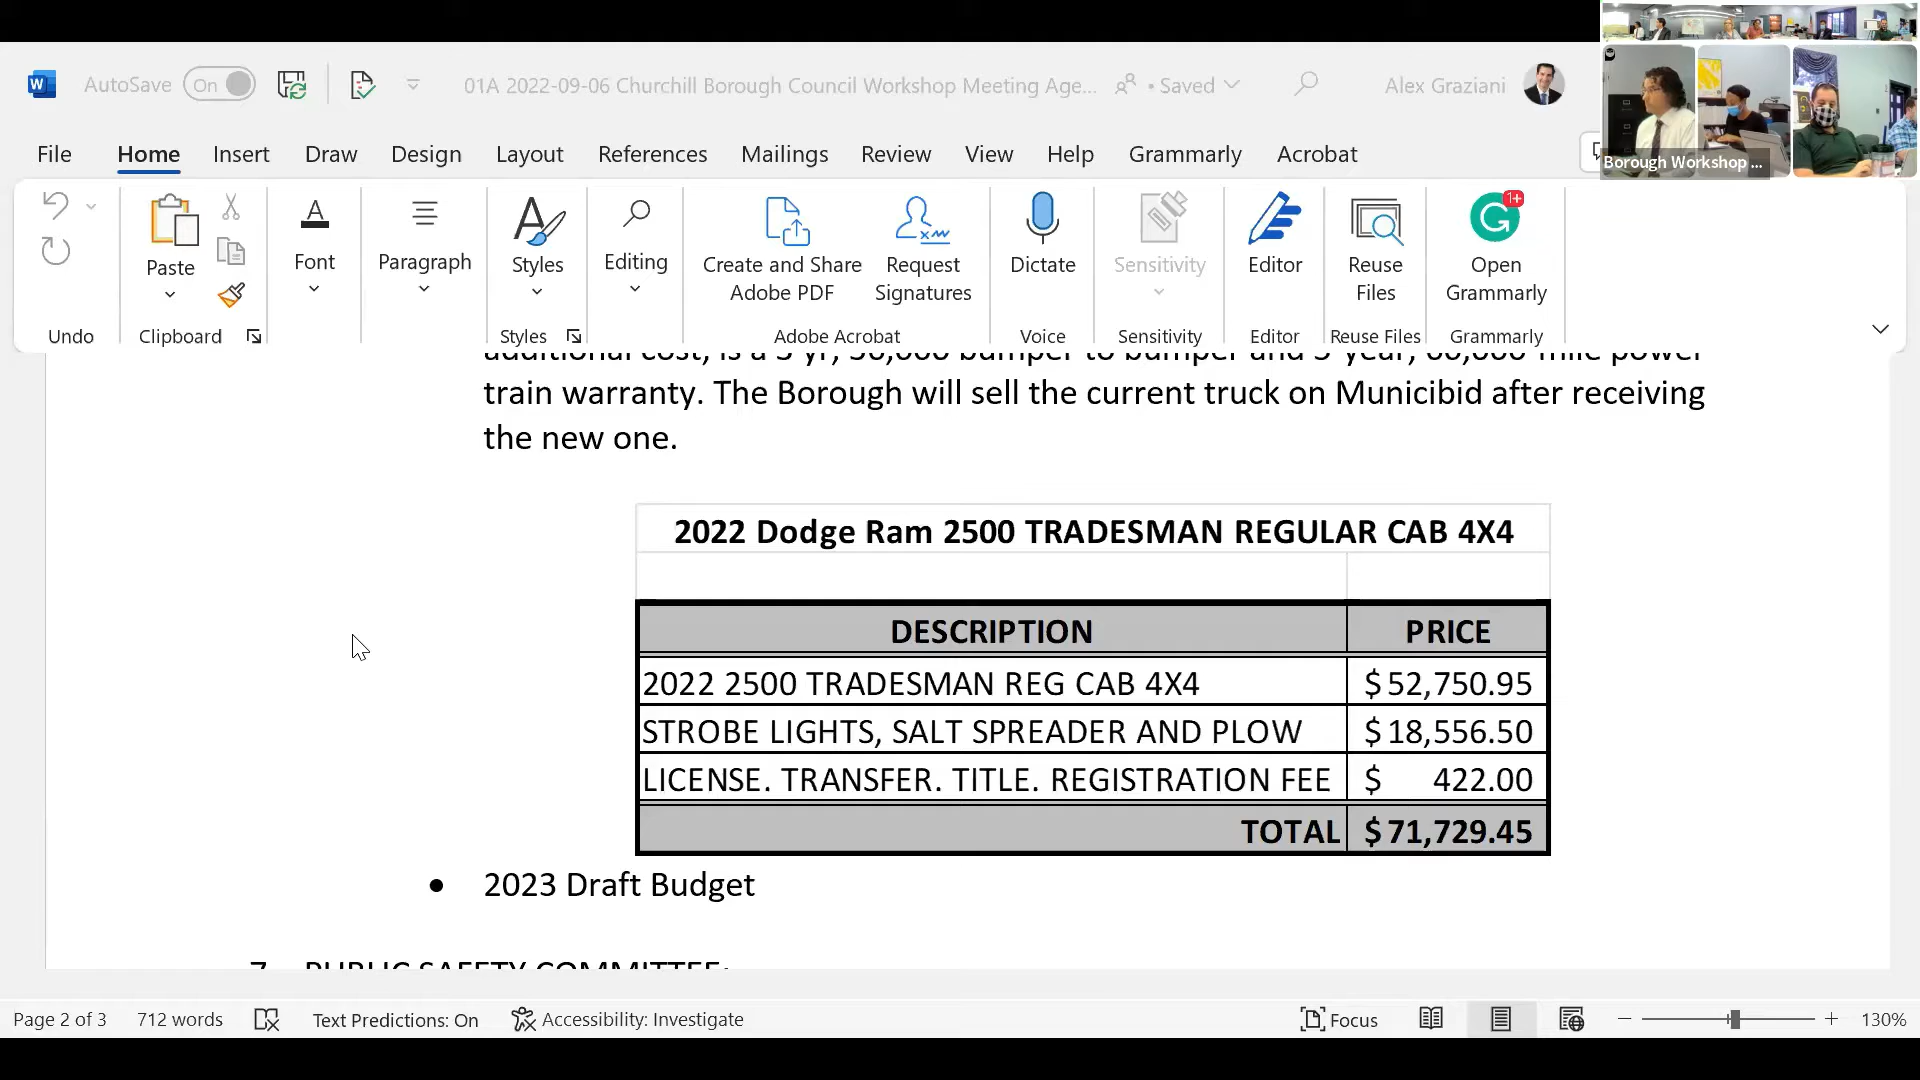 AutoSave On 01A 2022-09-06 Churchill Borough Council Workshop Meeting Age... • Saved Alex Graziani
Borough Workshop ...
File Home Insert Draw Design Layout References Mailings Review View Help Grammarly Acrobat
1+
Paste Font Paragraph Styles Editing Create and Share Adobe PDF Request Signatures Dictate Sensitivity Editor Reuse Files Open Grammarly
Undo Clipboard Styles Adobe Acrobat Voice Sensitivity Editor Reuse Files Grammarly
train warranty. The Borough will sell the current truck on Municibid after receiving
the new one.
2022 Dodge Ram 2500 TRADESMAN REGULAR CAB 4X4
DESCRIPTION PRICE
2022 2500 TRADESMAN REG CAB 4X4 $ 52,750.95
STROBE LIGHTS, SALT SPREADER AND PLOW $ 18,556.50
LICENSE. TRANSFER. TITLE. REGISTRATION FEE $ 422.00
TOTAL $ 71,729.45
• 2023 Draft Budget
7. PUBLIC SAFETY COMMITTEE:
Page 2 of 3 712 words Text Predictions: On Accessibility: Investigate Focus 130%